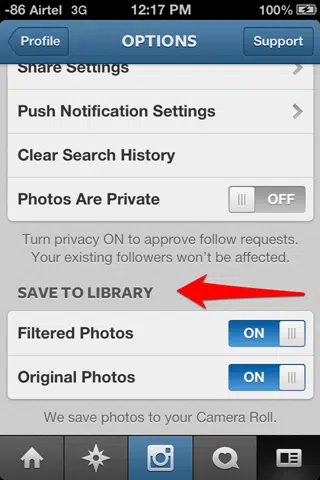 -86 Airtel 3G 12:17 PM 100%
Profile OPTIONS Support
Share Settings
Push Notification Settings
Clear Search History
Photos Are Private OFF
Turn privacy ON to approve follow requests.
Your existing followers won't be affected.
SAVE TO LIBRARY
Filtered Photos ON
Original Photos ON
We save photos to your Camera Roll.